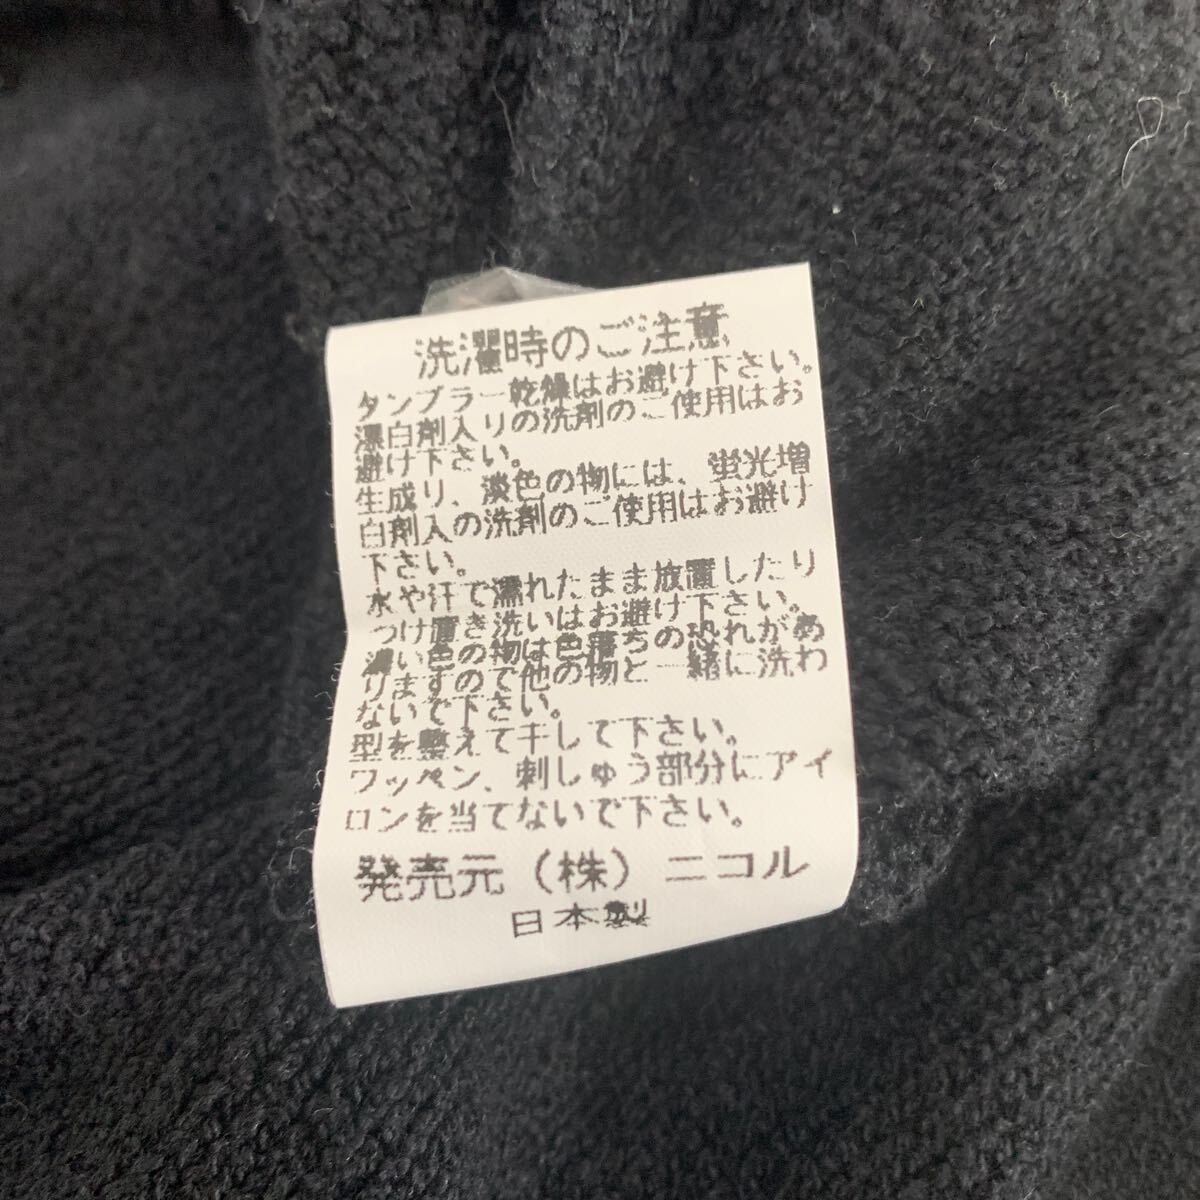 洗濯時のご注意
タンブラー乾燥はお避け下さい。
漂白剤入りの洗剤のご使用はお
避け下さい。
生成り、淡色の物には、蛍光増
白剤入の洗剤のご使用はお避け
下さい。
水や汗で濡れたまま放置したり
つけ置き洗いはお避け下さい。
濃い色の物は色落ちの恐れがあ
りますので他の物と一緒に洗わ
ないで下さい。
型を整えて干して下さい。
ワッペン、刺しゅう部分にアイ
ロンを当てないで下さい。
発売元（株）ニコル
日本製